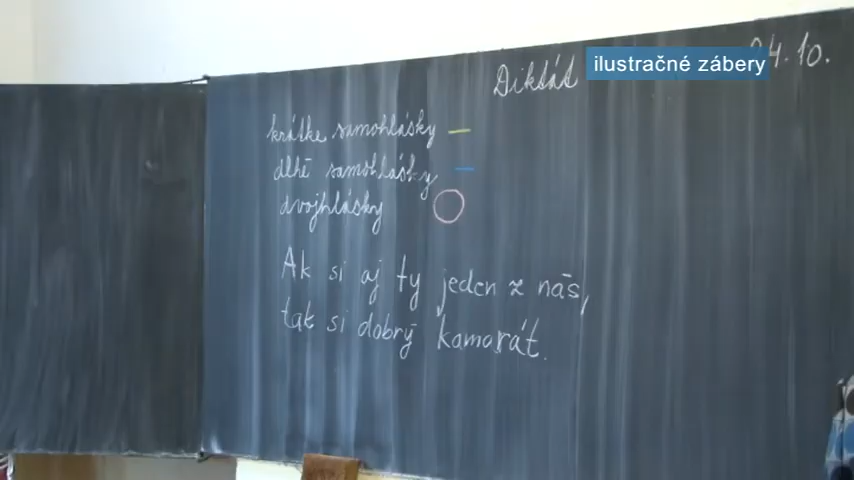 Diktát
ilustračné zábery
24.10.
krátke samohlásky
dlhé samohlásky
dvojhlásky
Ak si aj ty jeden z nás,
tak si dobrý kamarát.